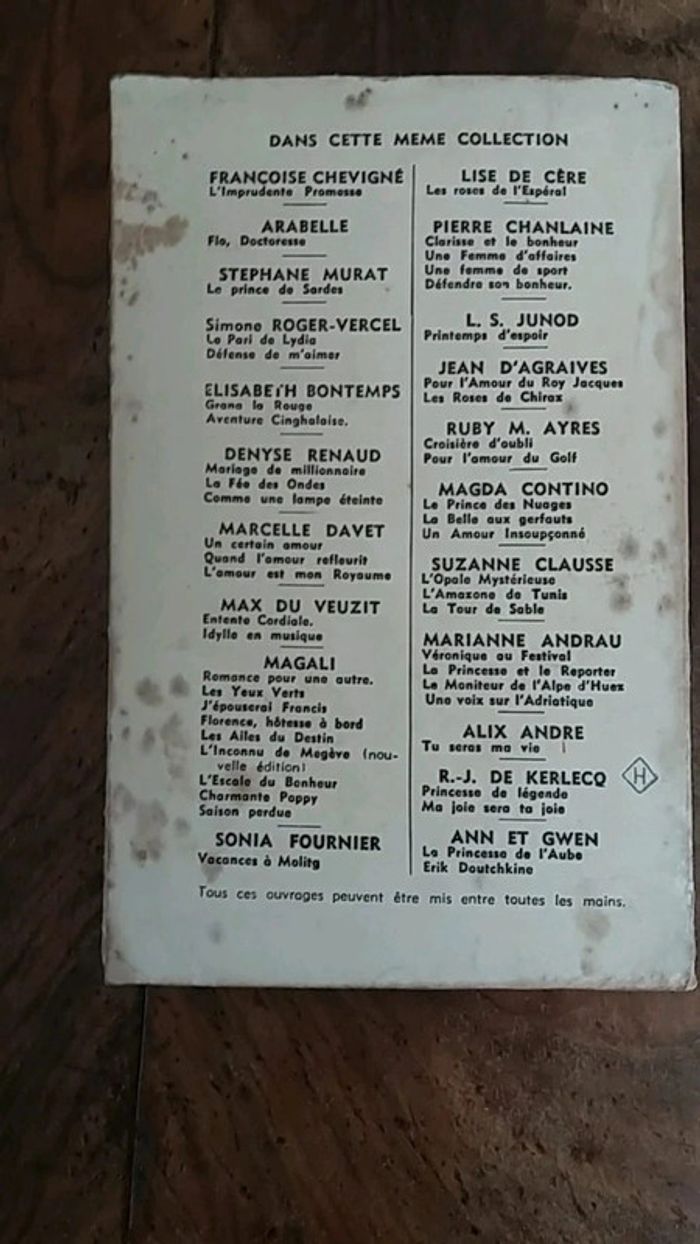 DANS CETTE MEME COLLECTION
FRANÇOISE CHEVIGNÉ
L'Imprudente Promesse
ARABELLE
Flo, Doctoresse
STEPHANE MURAT
Le prince de Sardes
Simone ROGER-VERCEL
Le Pari de Lydia
Défense de m'aimer
ELISABETH BONTEMPS
Grana la Rouge
Aventure Cinghalaise.
DENYSE RENAUD
Mariage de millionnaire
La Fée des Ondes
Comme une lampe éteinte
MARCELLE DAVET
Un certain amour
Quand l'amour refleurit
L'amour est mon Royaume
MAX DU VEUZIT
Entente Cordiale.
Idylle en musique
MAGALI
Romance pour une autre.
Les Yeux Verts
J'épouserai Francis
Florence, hôtesse à bord
Les Ailes du Destin
L'Inconnu de Megève (nou-
velle édition)
L'Escale du Bonheur
Charmante Poppy
Saison perdue
SONIA FOURNIER
Vacances à Molitg
LISE DE CÈRE
Les roses de l'Espéral
PIERRE CHANLAINE
Clarisse et le bonheur
Une Femme d'affaires
Une femme de sport
Défendre son bonheur.
L. S. JUNOD
Printemps d'espoir
JEAN D'AGRAIVES
Pour l'Amour du Roy Jacques
Les Roses de Chirax
RUBY M. AYRES
Croisière d'oubli
Pour l'amour du Golf
MAGDA CONTINO
Le Prince des Nuages
La Belle aux gerfauts
Un Amour Insoupçonné
SUZANNE CLAUSSE
L'Opale Mystérieuse
L'Amazone de Tunis
La Tour de Sable
MARIANNE ANDRAU
Véronique au Festival
La Princesse et le Reporter
Le Moniteur de l'Alpe d'Huez
Une voix sur l'Adriatique
ALIX ANDRE
Tu seras ma vie
R.-J. DE KERLECQ
Princesse de légende
Ma joie sera ta joie
H
ANN ET GWEN
La Princesse de l'Aube
Erik Doutchkine
Tous ces ouvrages peuvent être mis entre toutes les mains.